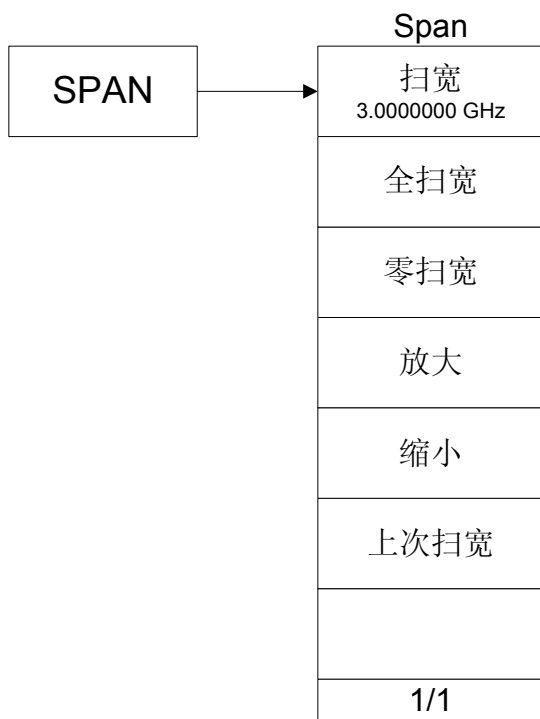 Span
SPAN
扫宽
3.0000000 GHz
全扫宽
零扫宽
放大
缩小
上次扫宽
1/1